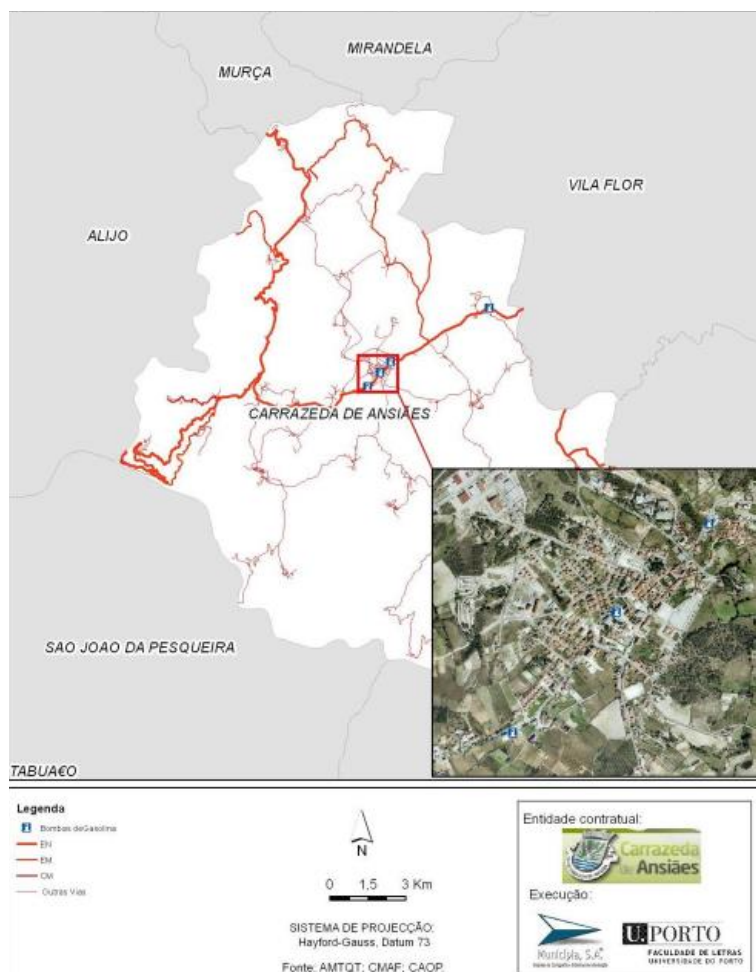 MIRANDELA
MURÇA
VILA FLOR
ALIJO
CARRAZEDA DE ANSIÃES
SAO JOAO DA PESQUEIRA
TABUA€O
Legenda
Bombas deGasolina
EN
EM
CM
Outras Vias
N
0 1,5 3 Km
SISTEMA DE PROJECÇÃO:
Hayford-Gauss, Datum 73
Fonte: AMTQT; CMAF; CAOP.
Entidade contratual:
Carrazeda
de Ansiães
Execução:
Municípia, S.A.
U.PORTO
FACULDADE DE LETRAS
UNIVERSIDADE DO PORTO